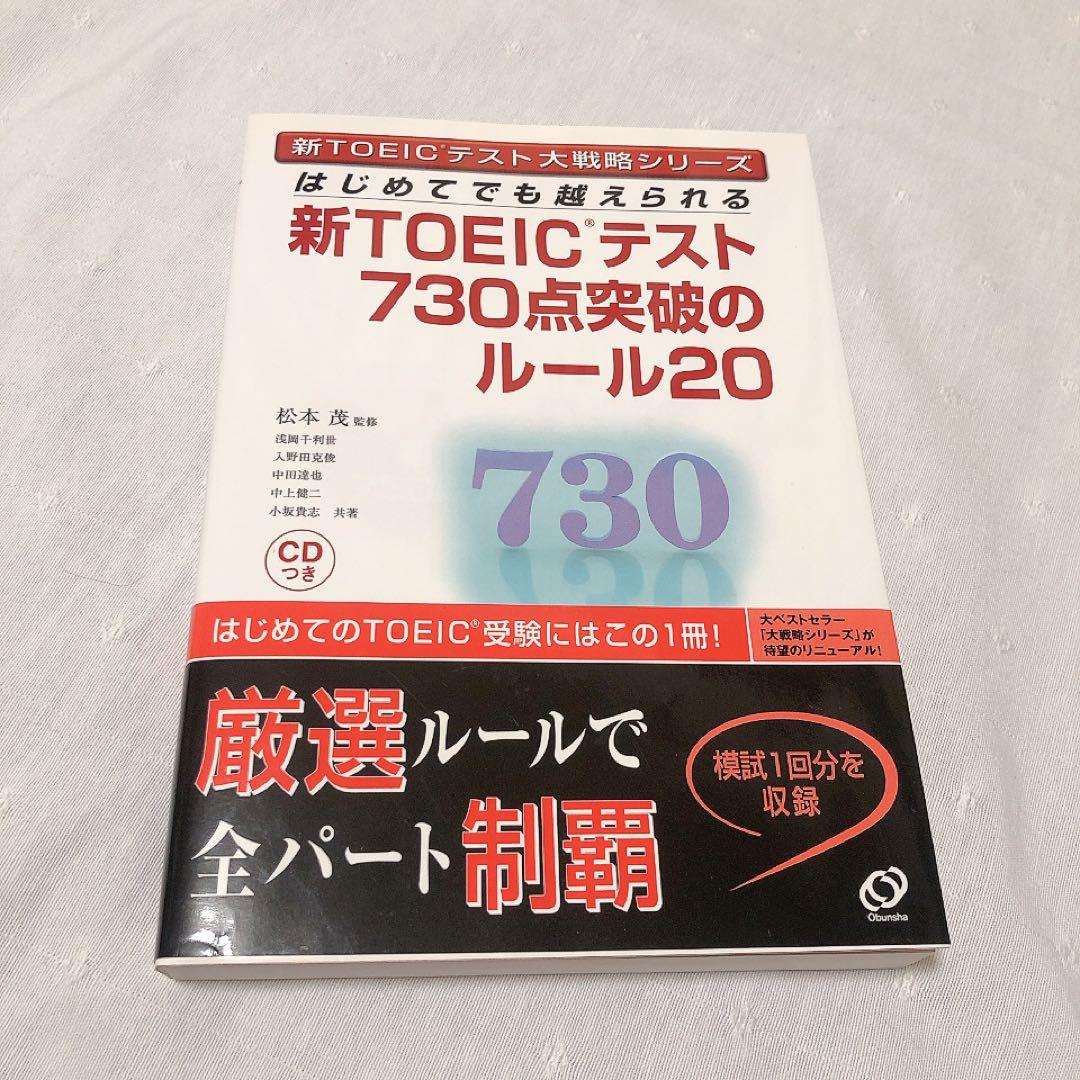 新TOEIC®テスト大戦略シリーズ
はじめてでも越えられる
新TOEIC®テスト
730点突破の
ルール20
松本 茂 監修
浅岡千利世
入野田克俊
中田達也
中上健二
小坂貴志 共著
CD
つき
730
はじめてのTOEIC®受験にはこの1冊!
大ベストセラー
「大戦略シリーズ」が
待望のリニューアル!
厳選ルールで
全パート制覇
模試1回分を
収録
Obunsha